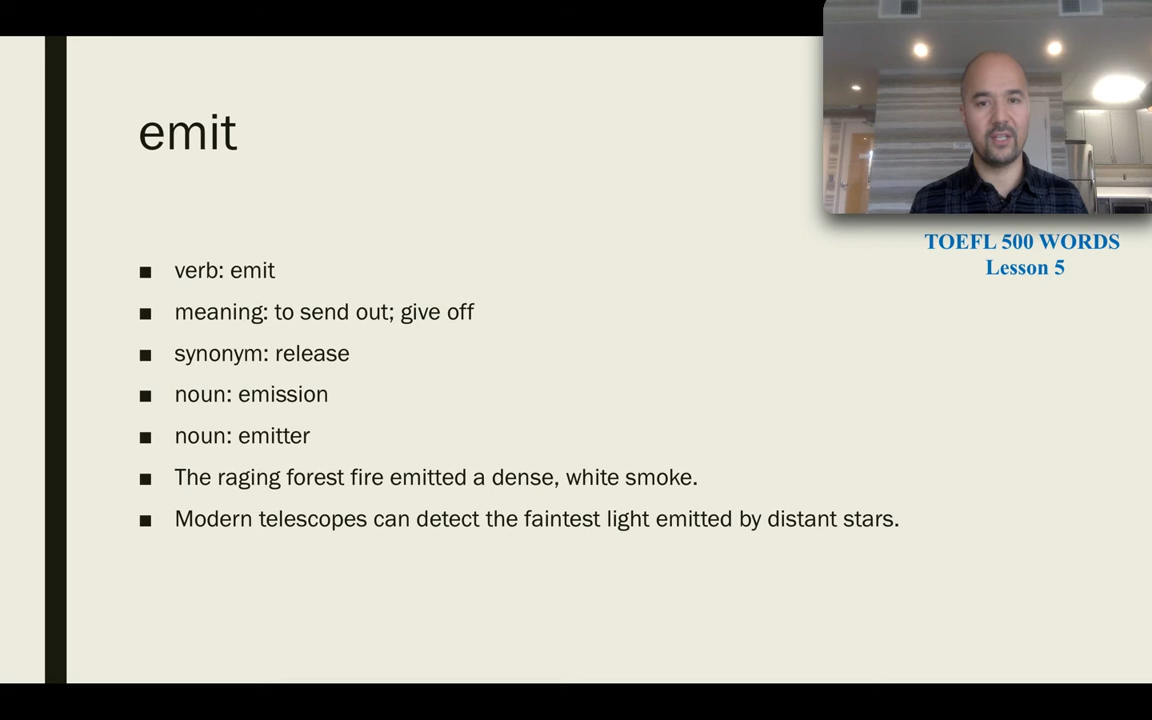 emit
TOEFL 500 WORDS
Lesson 5
verb: emit
meaning: to send out; give off
synonym: release
noun: emission
noun: emitter
The raging forest fire emitted a dense, white smoke.
Modern telescopes can detect the faintest light emitted by distant stars.